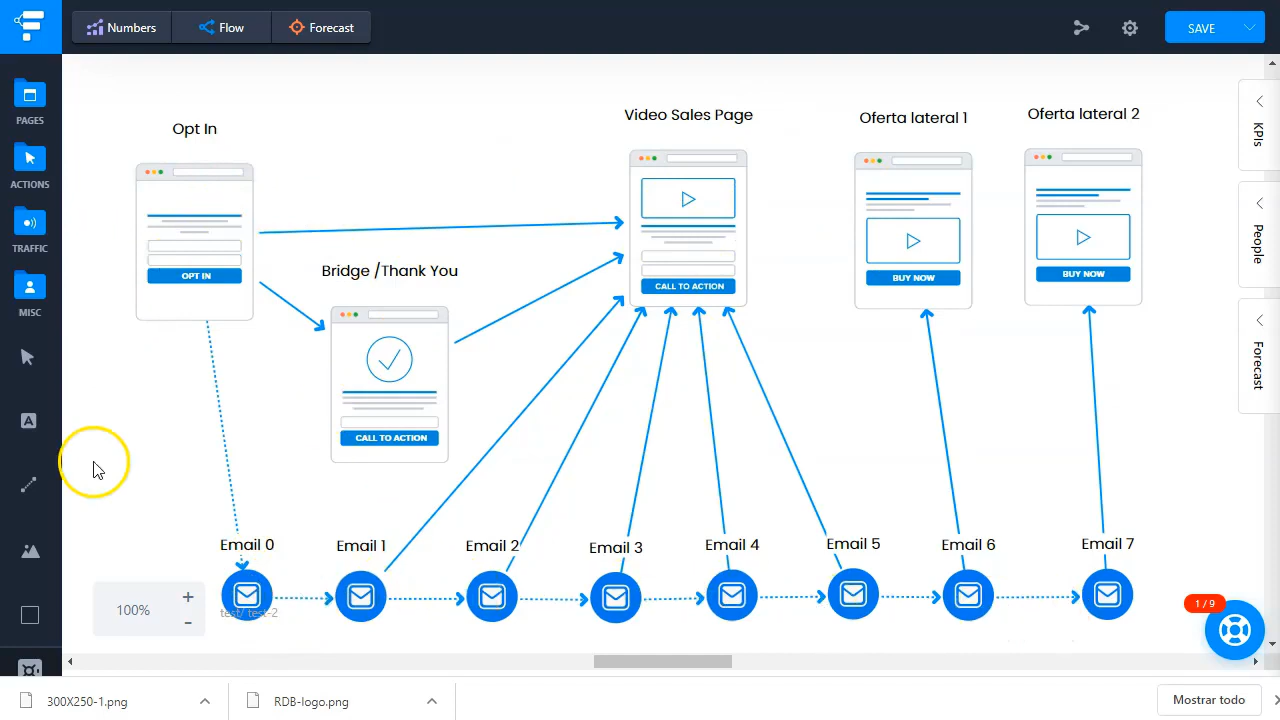 Numbers
Flow
Forecast
SAVE
PAGES
ACTIONS
TRAFFIC
MISC
Opt In
OPT IN
Bridge /Thank You
CALL TO ACTION
Video Sales Page
CALL TO ACTION
Oferta lateral 1
BUY NOW
Oferta lateral 2
BUY NOW
KPIs
People
Forecast
A
Email 0
Email 1
Email 2
Email 3
Email 4
Email 5
Email 6
Email 7
100%
+
-
test/ test-2
1 / 9
300X250-1.png
RDB-logo.png
Mostrar todo